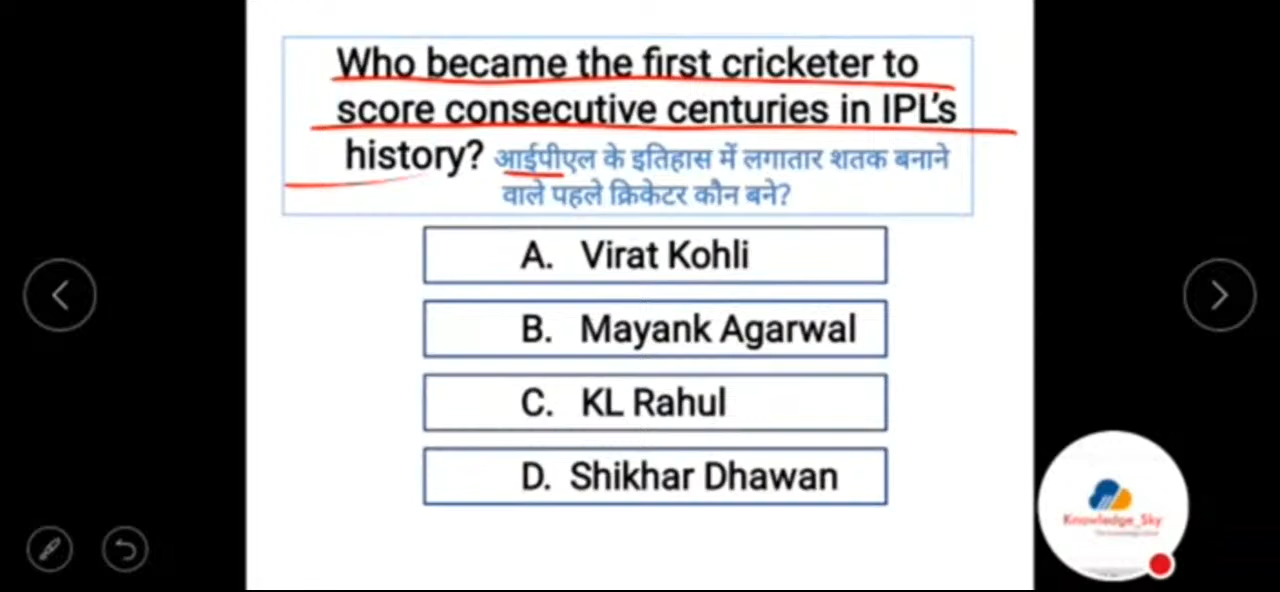 Who became the first cricketer to
score consecutive centuries in IPL's
history? आईपीएल के इतिहास में लगातार शतक बनाने
वाले पहले क्रिकेटर कौन बने?
A. Virat Kohli
B. Mayank Agarwal
C. KL Rahul
D. Shikhar Dhawan
Knowledge_Sky